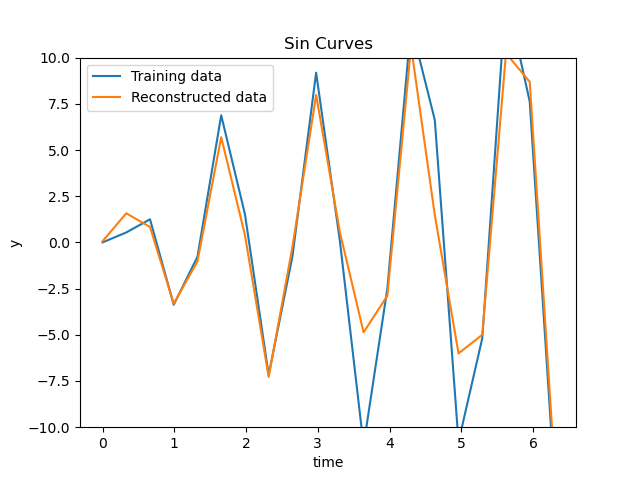 Sin Curves
Training data
Reconstructed data
10.0
7.5
5.0
2.5
0.0
−2.5
−5.0
−7.5
−10.0
y
0 1 2 3 4 5 6
time